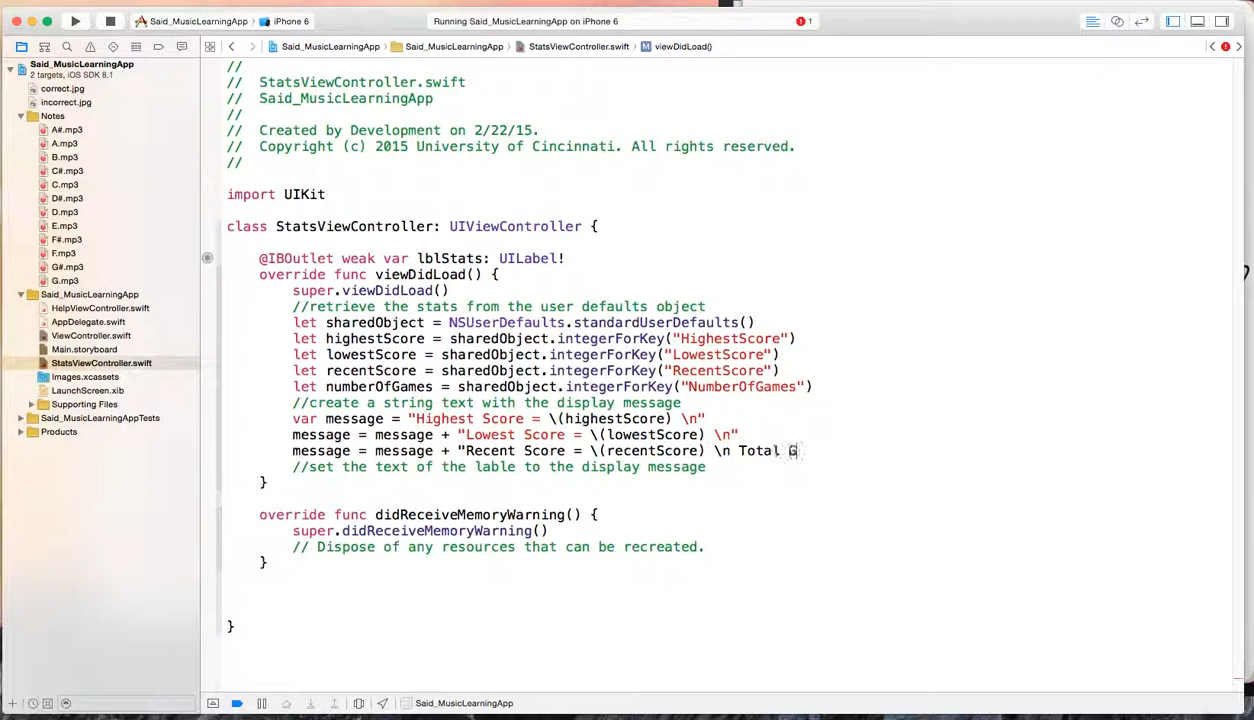 Said_MusicLearningApp
iPhone 6
Running Said_MusicLearningApp on iPhone 6
1
Said_MusicLearningApp
Said_MusicLearningApp
StatsViewController.swift
M
viewDidLoad()
Said_MusicLearningApp
2 targets, iOS SDK 8.1
correct.jpg
incorrect.jpg
Notes
A#.mp3
A.mp3
B.mp3
C#.mp3
C.mp3
D#.mp3
D.mp3
E.mp3
F#.mp3
F.mp3
G#.mp3
G.mp3
Said_MusicLearningApp
HelpViewController.swift
AppDelegate.swift
ViewController.swift
Main.storyboard
StatsViewController.swift
Images.xcassets
LaunchScreen.xib
Supporting Files
Said_MusicLearningAppTests
Products
//
// StatsViewController.swift
// Said_MusicLearningApp
//
// Created by Development on 2/22/15.
// Copyright (c) 2015 University of Cincinnati. All rights reserved.
//
import UIKit
class StatsViewController: UIViewController {
@IBOutlet weak var lblStats: UILabel!
override func viewDidLoad() {
super.viewDidLoad()
//retrieve the stats from the user defaults object
let sharedObject = NSUserDefaults.standardUserDefaults()
let highestScore = sharedObject.integerForKey("HighestScore")
let lowestScore = sharedObject.integerForKey("LowestScore")
let recentScore = sharedObject.integerForKey("RecentScore")
let numberOfGames = sharedObject.integerForKey("NumberOfGames")
//create a string text with the display message
var message = "Highest Score = \(highestScore) \n"
message = message + "Lowest Score = \(lowestScore) \n"
message = message + "Recent Score = \(recentScore) \n Total G
//set the text of the lable to the display message
}
override func didReceiveMemoryWarning() {
super.didReceiveMemoryWarning()
// Dispose of any resources that can be recreated.
}
}
Said_MusicLearningApp